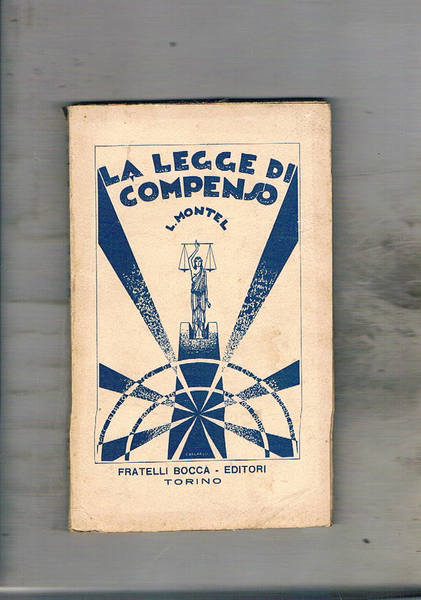 LA LEGGE DI
COMPENSO
L. MONTEL
FRATELLI BOCCA - EDITORI
TORINO